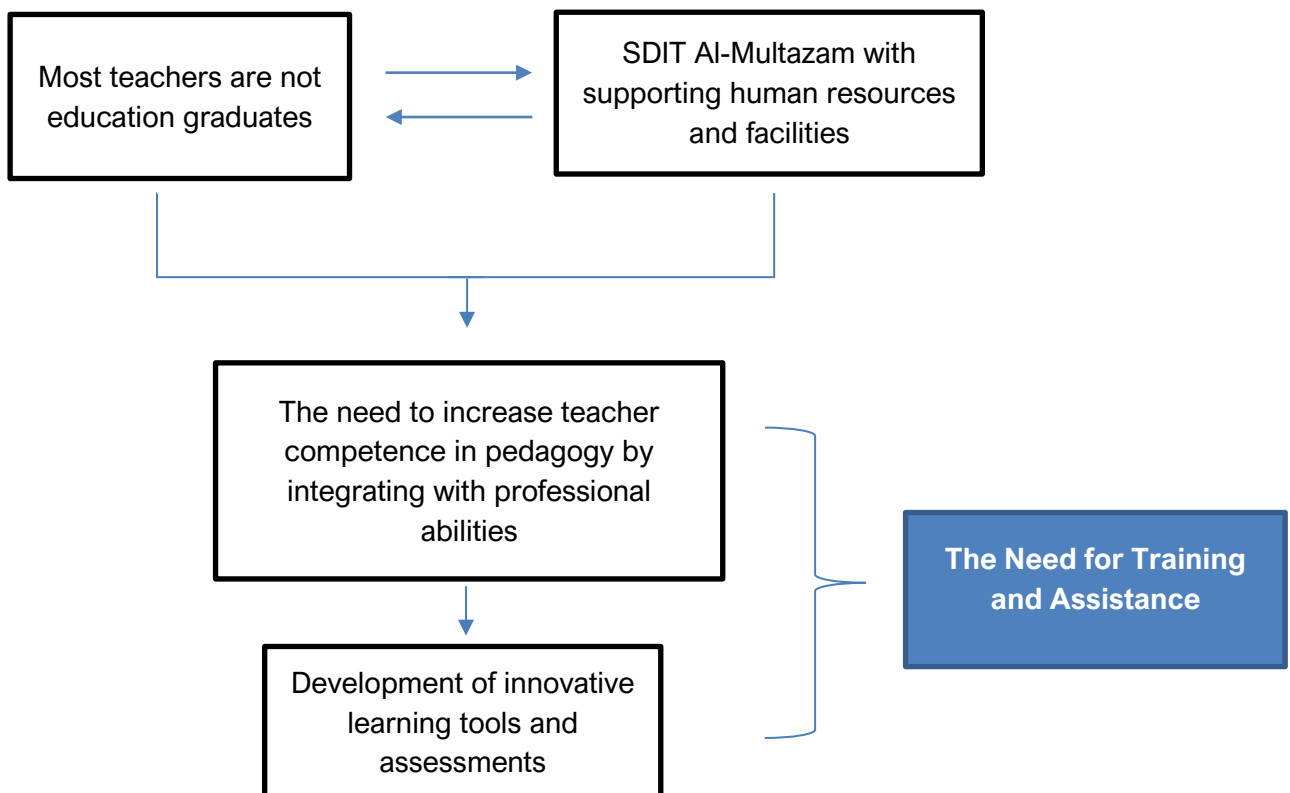 Most teachers are not
education graduates
SDIT Al-Multazam with
supporting human resources
and facilities
The need to increase teacher
competence in pedagogy by
integrating with professional
abilities
The Need for Training
and Assistance
Development of innovative
learning tools and
assessments